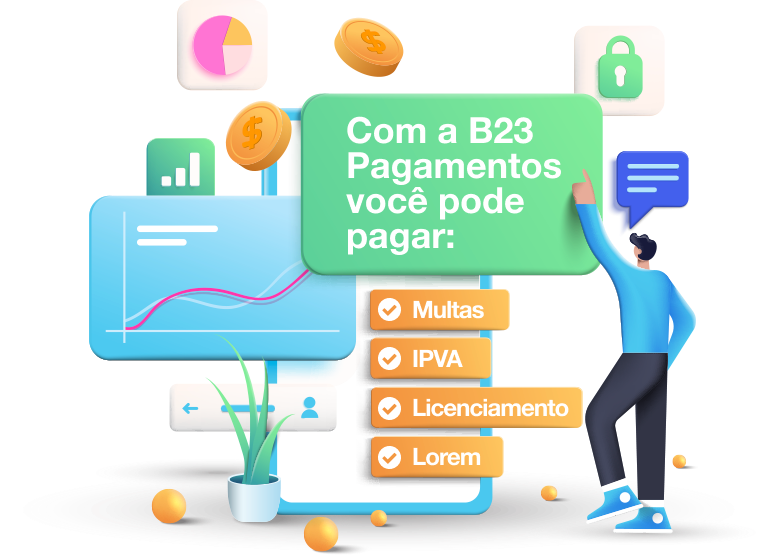 Com a B23
Pagamentos
você pode
pagar:
Multas
IPVA
Licenciamento
Lorem